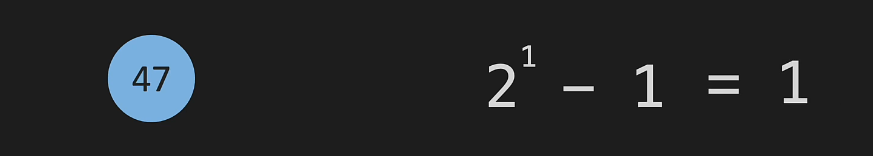 47
2¹ − 1 = 1